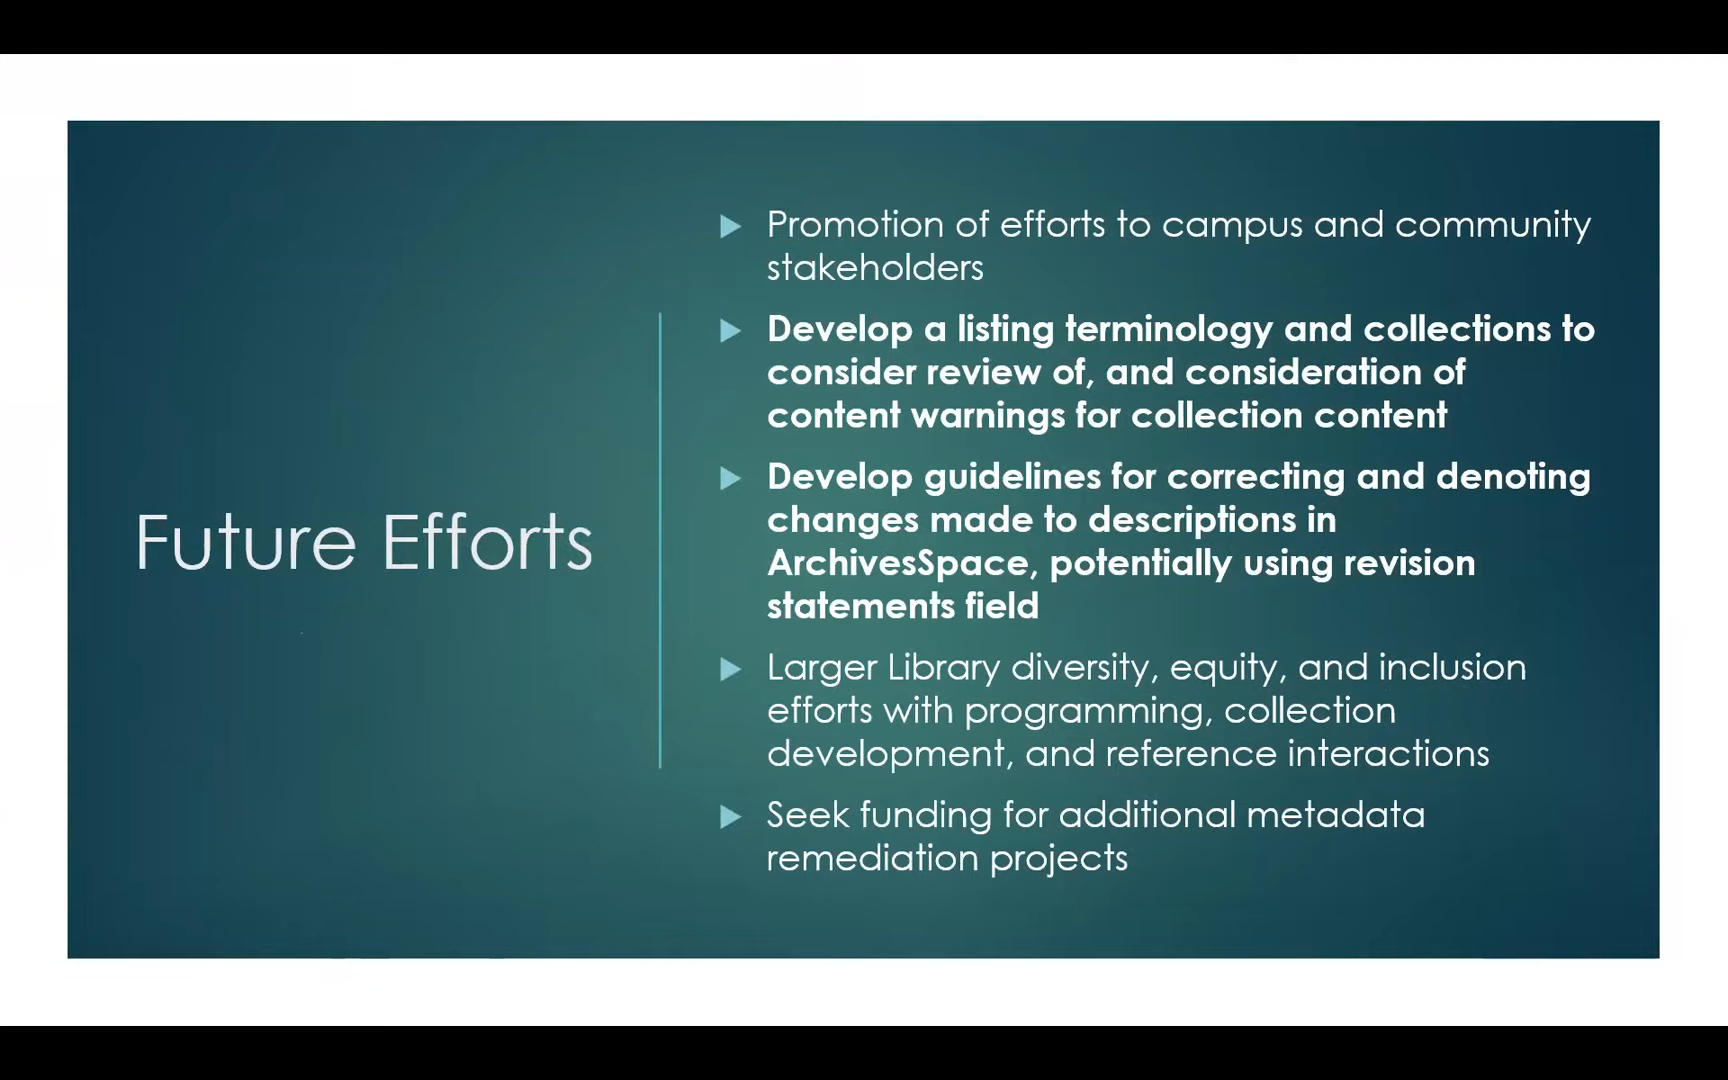 Future Efforts
Promotion of efforts to campus and community
stakeholders
Develop a listing terminology and collections to
consider review of, and consideration of
content warnings for collection content
Develop guidelines for correcting and denoting
changes made to descriptions in
ArchivesSpace, potentially using revision
statements field
Larger Library diversity, equity, and inclusion
efforts with programming, collection
development, and reference interactions
Seek funding for additional metadata
remediation projects